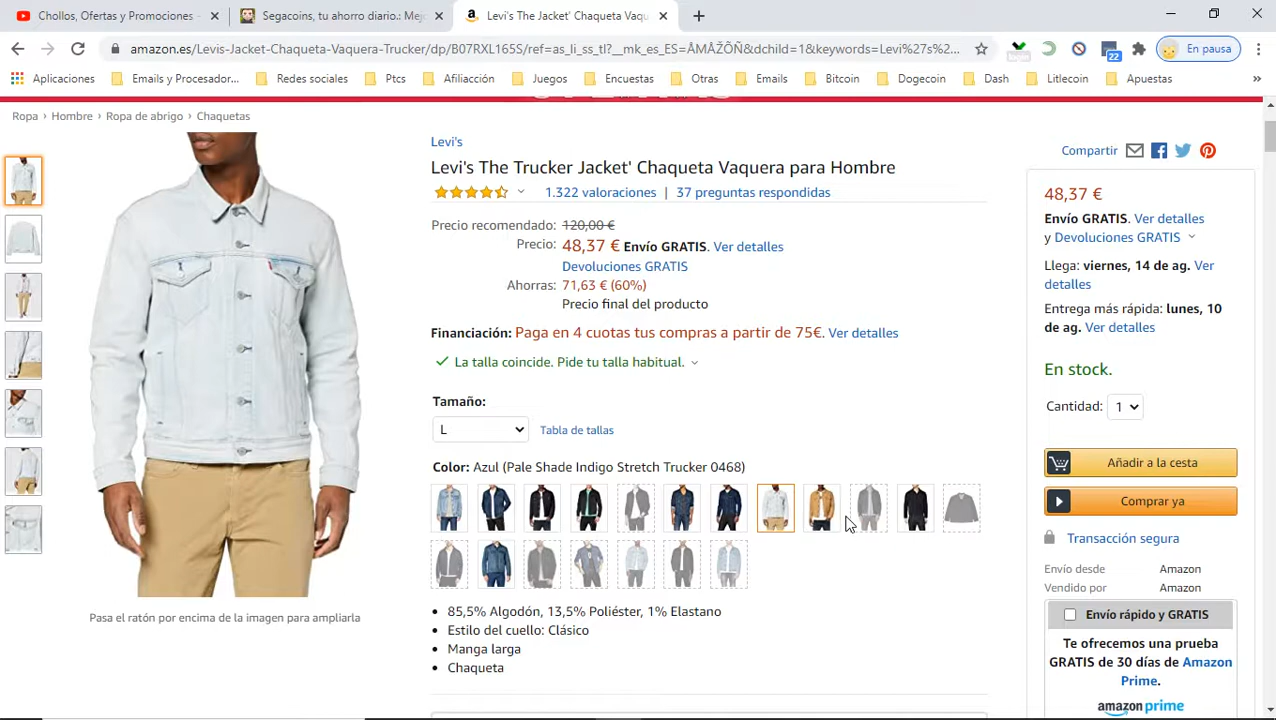 Chollos, Ofertas y Promociones -
Segacoins, tu ahorro diario.: Mej
Levi's The Jacket' Chaqueta Vaqu
amazon.es/Levis-Jacket-Chaqueta-Vaquera-Trucker/dp/B07RXL165S/ref=as_li_ss_tl?__mk_es_ES=ÅMÅŽÕÑ&dchild=1&keywords=Levi%27s%2...
22
En pausa
Aplicaciones
Emails y Procesador...
Redes sociales
Ptcs
Afiliacción
Juegos
Encuestas
Otras
Emails
Bitcoin
Dogecoin
Dash
Litlecoin
Apuestas
»
Ropa › Hombre › Ropa de abrigo › Chaquetas
Pasa el ratón por encima de la imagen para ampliarla
Levi's
Levi's The Trucker Jacket' Chaqueta Vaquera para Hombre
1.322 valoraciones | 37 preguntas respondidas
Precio recomendado: 120,00 €
Precio: 48,37 € Envío GRATIS. Ver detalles
Devoluciones GRATIS
Ahorras: 71,63 € (60%)
Precio final del producto
Financiación: Paga en 4 cuotas tus compras a partir de 75€. Ver detalles
La talla coincide. Pide tu talla habitual.
Tamaño:
L
Tabla de tallas
Color: Azul (Pale Shade Indigo Stretch Trucker 0468)
• 85,5% Algodón, 13,5% Poliéster, 1% Elastano
• Estilo del cuello: Clásico
• Manga larga
• Chaqueta
Compartir
48,37 €
Envío GRATIS. Ver detalles
y Devoluciones GRATIS
Llega: viernes, 14 de ag. Ver
detalles
Entrega más rápida: lunes, 10
de ag. Ver detalles
En stock.
Cantidad: 1
Añadir a la cesta
Comprar ya
Transacción segura
Envío desde Amazon
Vendido por Amazon
Envío rápido y GRATIS
Te ofrecemos una prueba
GRATIS de 30 días de Amazon
Prime.
amazon prime